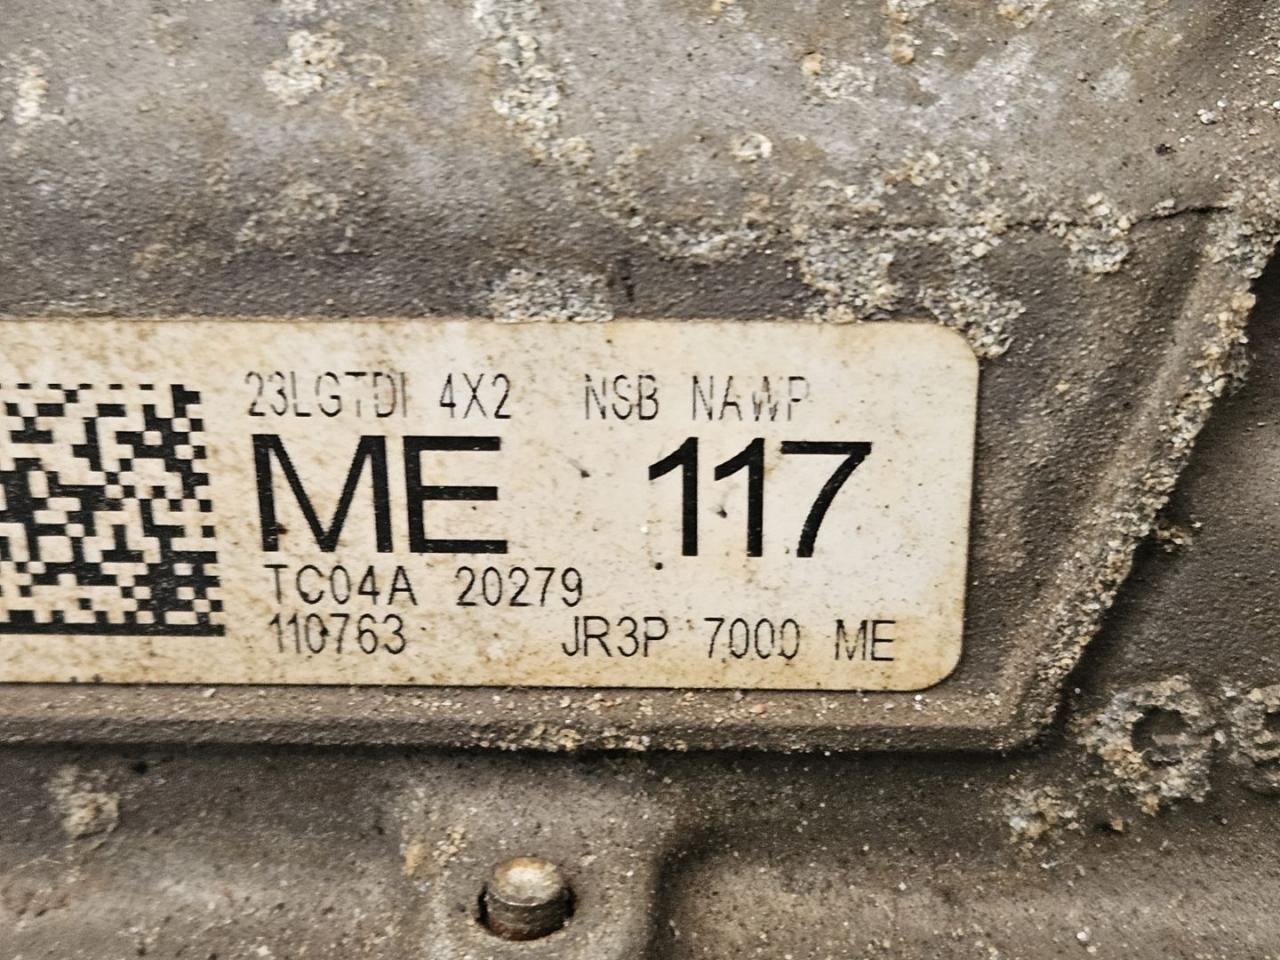 23LGTDI 4X2 NSB NAWP
ME 117
TC04A 20279
110763 JR3P 7000 ME